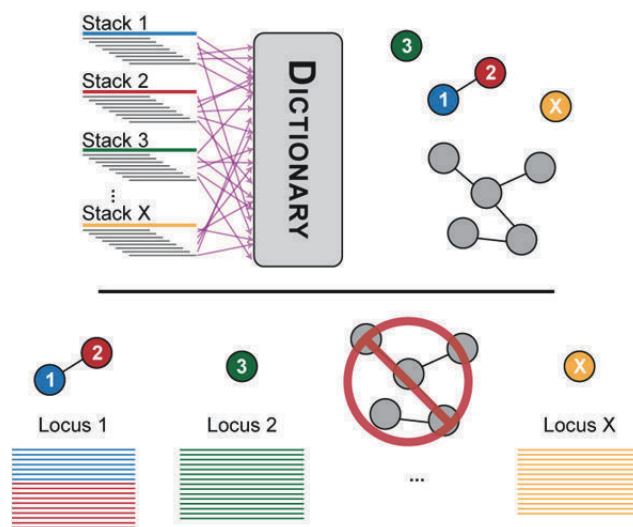 Stack 1
Stack 2
Stack 3
...
Stack X
DICTIONARY
3
2
1
X
1
2
3
X
Locus 1
Locus 2
...
Locus X